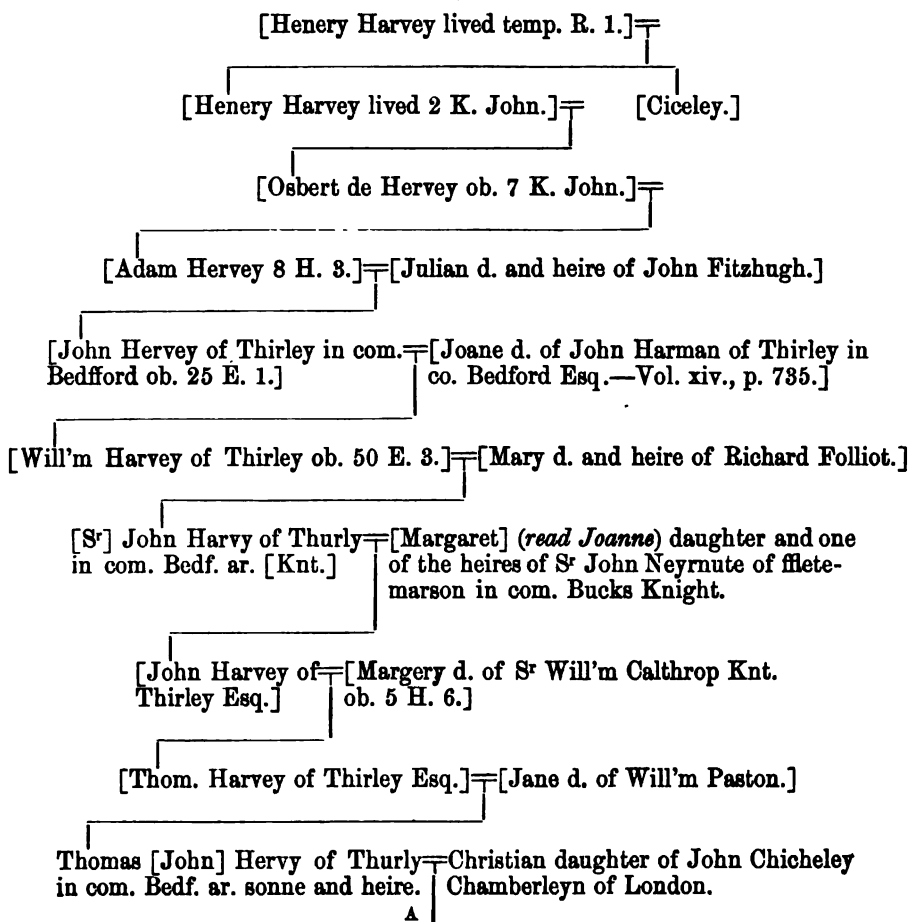 [Henery Harvey lived temp. R. 1.]=
[Henery Harvey lived 2 K. John.]= [Ciceley.]
[Osbert de Hervey ob. 7 K. John.]=
[Adam Hervey 8 H. 3.]=[Julian d. and heire of John Fitzhugh.]
[John Hervey of Thirley in com.=[Joane d. of John Harman of Thirley in
Bedfford ob. 25 E. 1.] co. Bedford Esq.—Vol. xiv., p. 735.]
[Will'm Harvey of Thirley ob. 50 E. 3.]=[Mary d. and heire of Richard Folliot.]
[Sr] John Harvy of Thurly=[Margaret] (read Joanne) daughter and one
in com. Bedf. ar. [Knt.] of the heires of Sr John Neyrnute of fflete-
marson in com. Bucks Knight.
[John Harvey of=[Margery d. of Sr Will'm Calthrop Knt.
Thirley Esq.] ob. 5 H. 6.]
[Thom. Harvey of Thirley Esq.]=[Jane d. of Will'm Paston.]
Thomas [John] Hervy of Thurly=Christian daughter of John Chicheley
in com. Bedf. ar. sonne and heire. Chamberleyn of London.
A